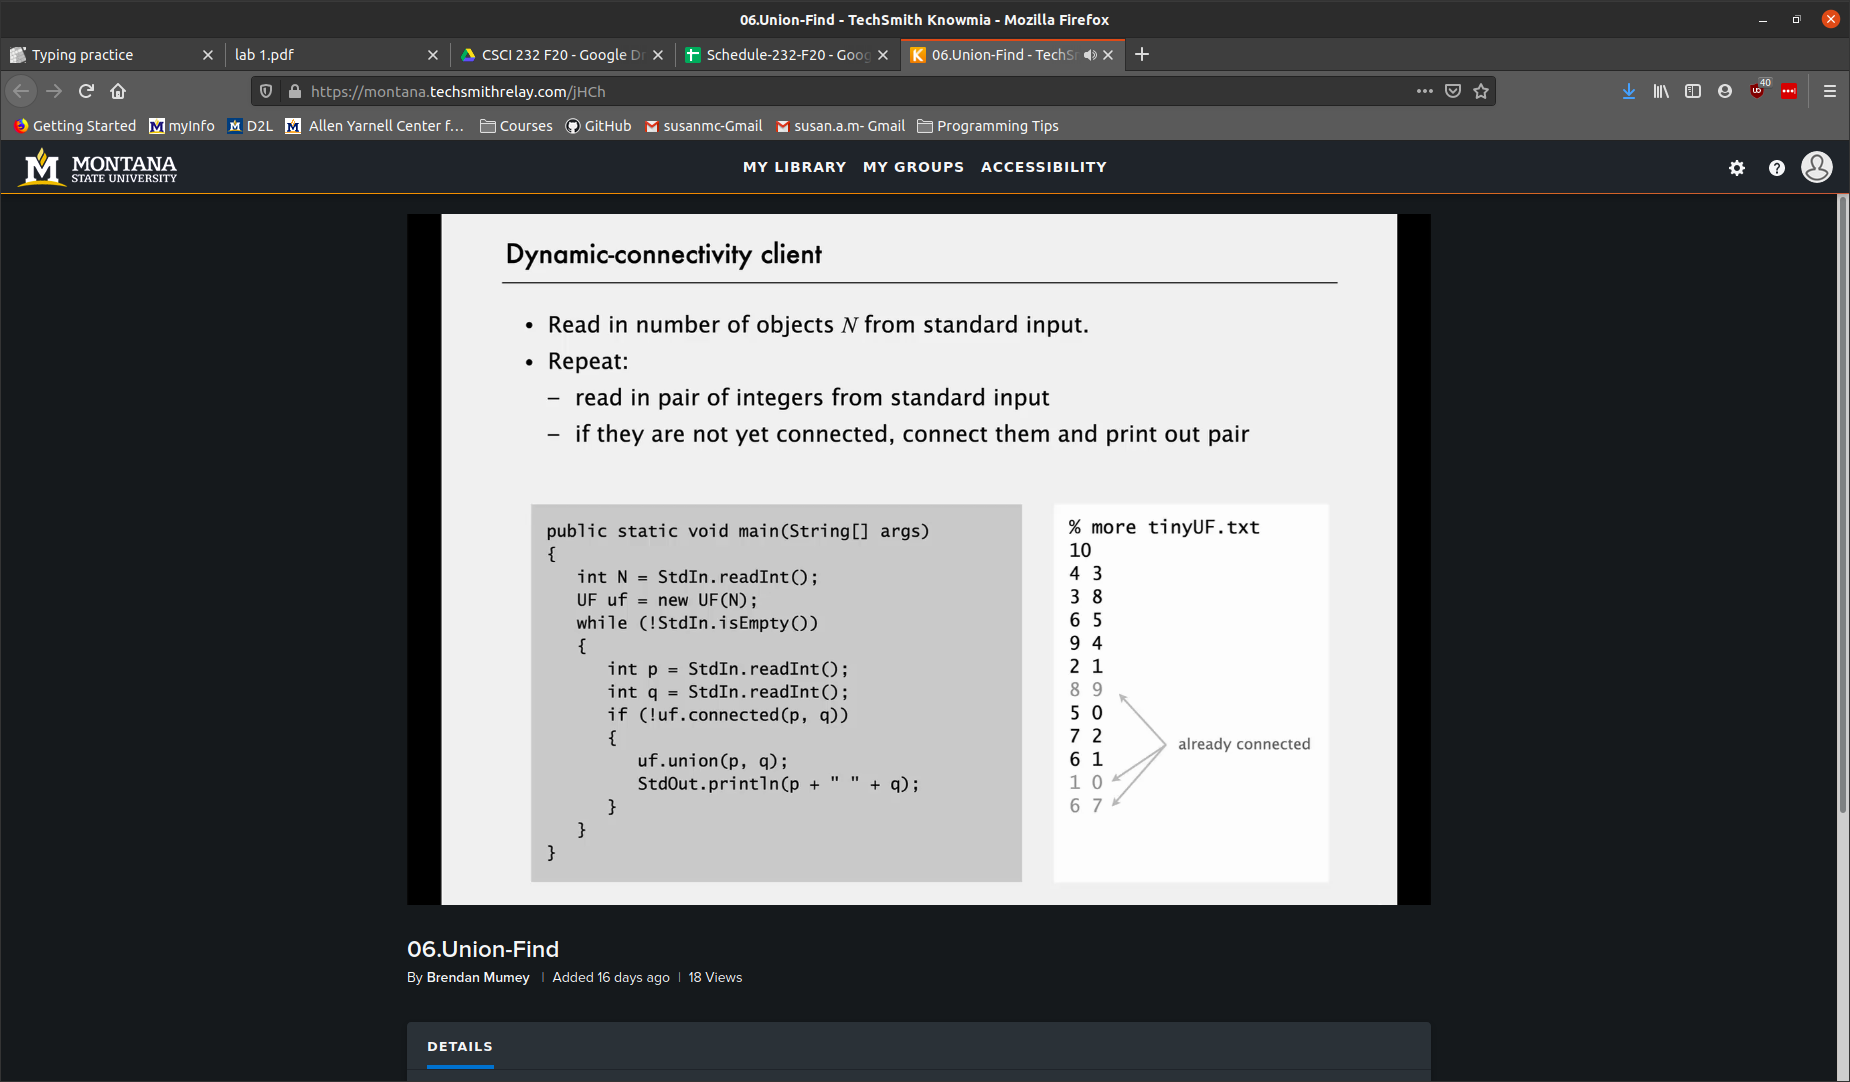 06.Union-Find - TechSmith Knowmia - Mozilla Firefox
Typing practice
lab 1.pdf
CSCI 232 F20 - Google Dr
Schedule-232-F20 - Goog
06.Union-Find - TechS
https://montana.techsmithrelay.com/jHCh
40
Getting Started
myInfo
D2L
Allen Yarnell Center f...
Courses
GitHub
susanmc-Gmail
susan.a.m- Gmail
Programming Tips
M MONTANA
STATE UNIVERSITY
MY LIBRARY MY GROUPS ACCESSIBILITY
Dynamic-connectivity client
• Read in number of objects N from standard input.
• Repeat:
– read in pair of integers from standard input
– if they are not yet connected, connect them and print out pair
public static void main(String[] args)
{
int N = StdIn.readInt();
UF uf = new UF(N);
while (!StdIn.isEmpty())
{
int p = StdIn.readInt();
int q = StdIn.readInt();
if (!uf.connected(p, q))
{
uf.union(p, q);
StdOut.println(p + " " + q);
}
}
}
% more tinyUF.txt
10
4 3
3 8
6 5
9 4
2 1
8 9
5 0
7 2
6 1
1 0
6 7
already connected
06.Union-Find
By Brendan Mumey | Added 16 days ago | 18 Views
DETAILS